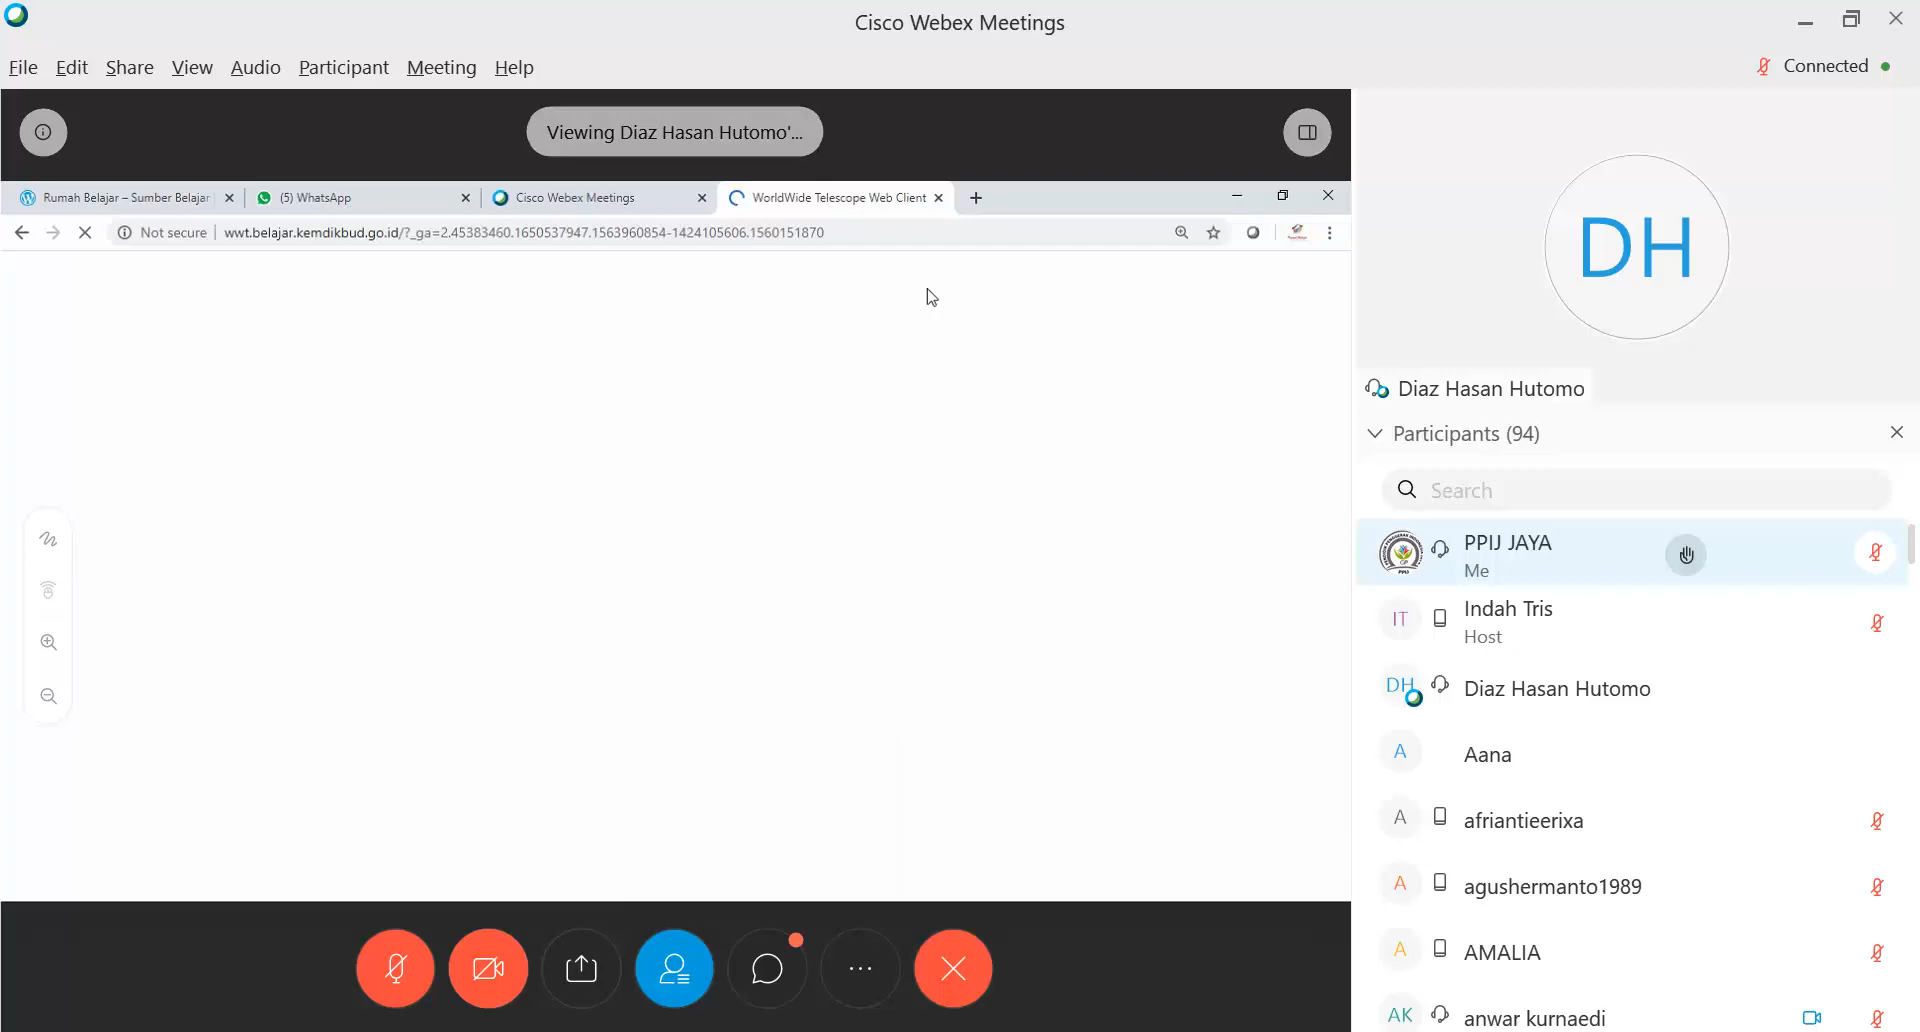 Cisco Webex Meetings
File Edit Share View Audio Participant Meeting Help
Connected
Viewing Diaz Hasan Hutomo'...
Rumah Belajar – Sumber Belajar
(5) WhatsApp
Cisco Webex Meetings
WorldWide Telescope Web Client
Not secure
wwt.belajar.kemdikbud.go.id/?_ga=2.45383460.1650537947.1563960854-1424105606.1560151870
DH
Diaz Hasan Hutomo
Participants (94)
Search
PPIJ JAYA
Me
IT
Indah Tris
Host
DH
Diaz Hasan Hutomo
A
Aana
A
afriantieerixa
A
agushermanto1989
A
AMALIA
AK
anwar kurnaedi